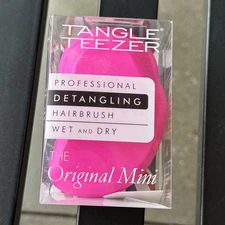 TANGLE
TEEZER
PROFESSIONAL
DETANGLING
HAIRBRUSH
WET AND DRY
THE
Original Mini